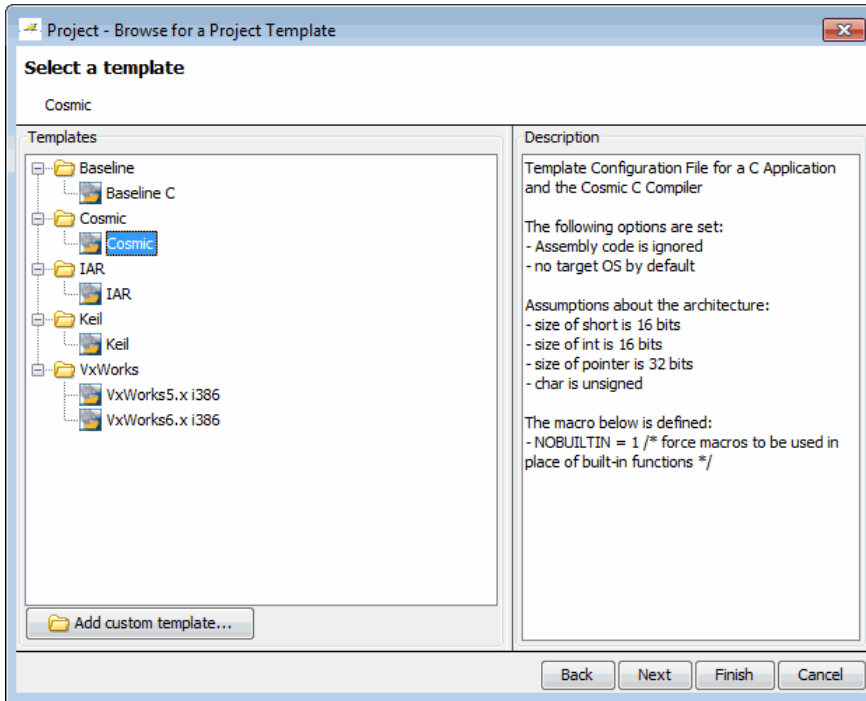 Project - Browse for a Project Template
Select a template
Cosmic
Templates
Baseline
Baseline C
Cosmic
Cosmic
IAR
IAR
Keil
Keil
VxWorks
VxWorks5.x i386
VxWorks6.x i386
Add custom template...
Description
Template Configuration File for a C Application
and the Cosmic C Compiler
The following options are set:
- Assembly code is ignored
- no target OS by default
Assumptions about the architecture:
- size of short is 16 bits
- size of int is 16 bits
- size of pointer is 32 bits
- char is unsigned
The macro below is defined:
- NOBUILTIN = 1 /* force macros to be used in
place of built-in functions */
Back Next Finish Cancel